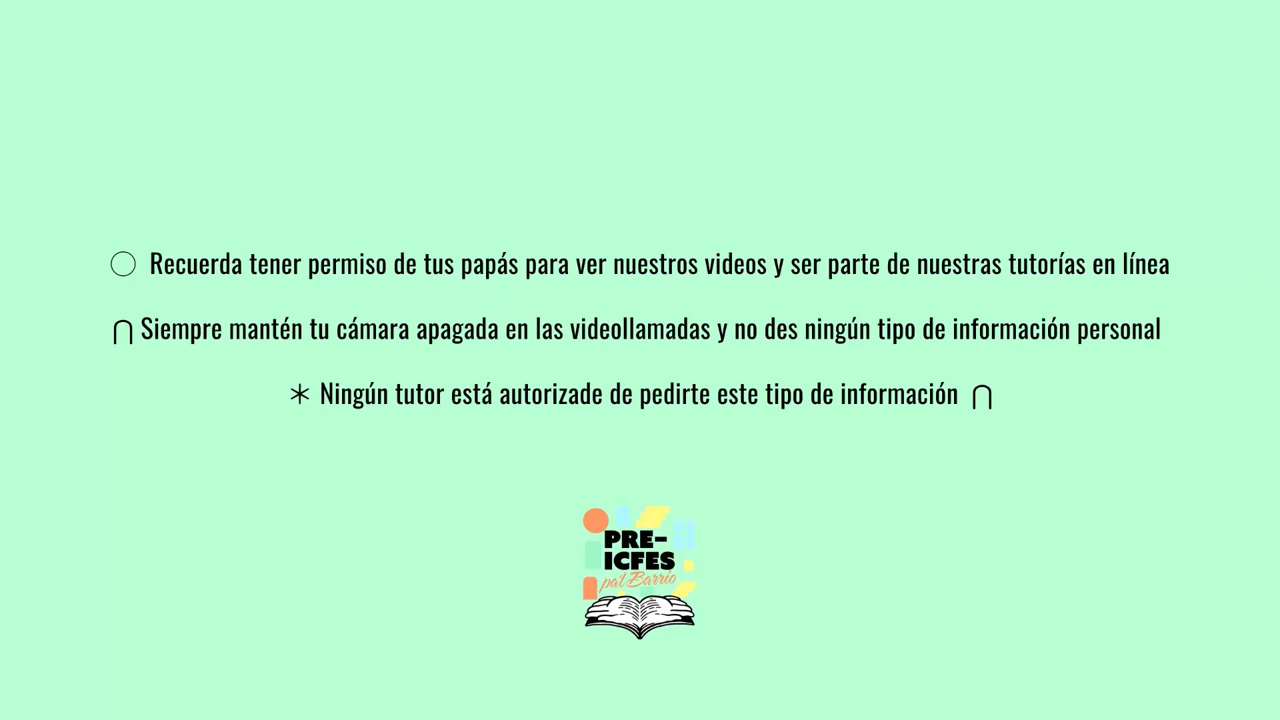 Recuerda tener permiso de tus papás para ver nuestros videos y ser parte de nuestras tutorías en línea
Siempre mantén tu cámara apagada en las videollamadas y no des ningún tipo de información personal
Ningún tutor está autorizade de pedirte este tipo de información
PRE-
ICFES
pa'l Barrio